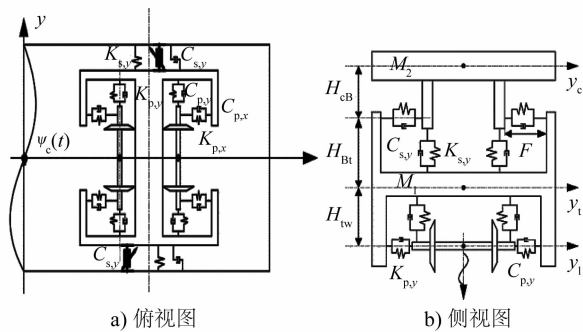 y
K_{s,y}
C_{s,y}
K_{p,y}
C_{p,y}
C_{p,x}
K_{p,x}
ψ_c(t)
C_{s,y}
a) 俯视图
M_2
y_c
H_{cB}
C_{s,y}
K_{s,y}
F
H_{Bt}
M_1
y_t
H_{tw}
y_1
K_{p,y}
C_{p,y}
b) 侧视图